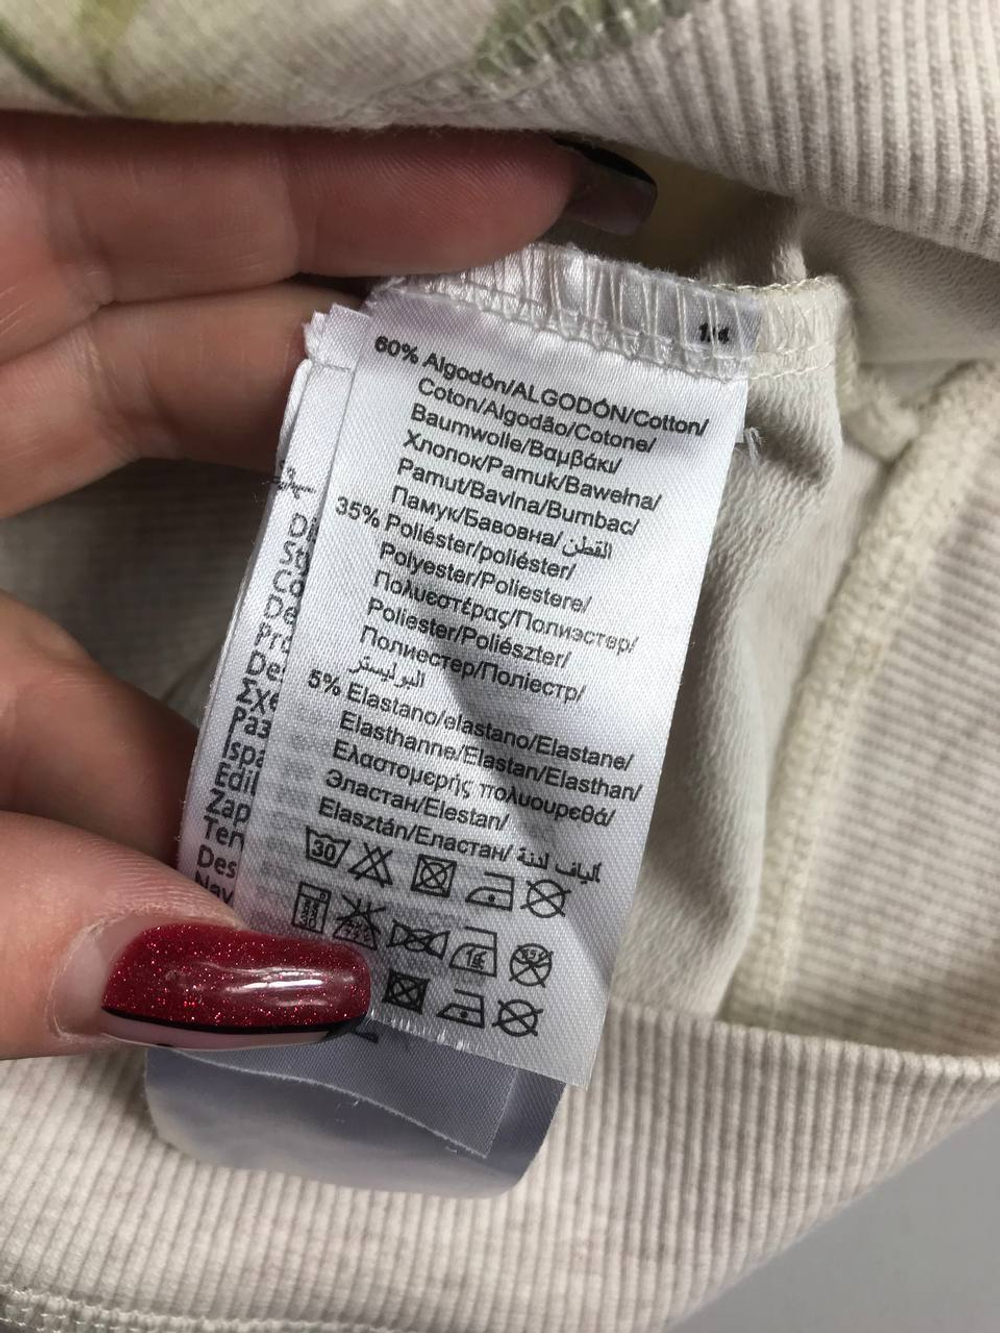 60% Algodón/ALGODÓN/Cotton/
Coton/Algodão/Cotone/
Baumwolle/Βαμβάκι/
Хлопок/Pamuk/Bawełna/
Pamut/Bavlna/Bumbac/
Памук/Бавовна/القطن
35% Poliéster/poliéster/
Polyester/Poliestere/
Πολυεστέρας/Полиэстер/
Poliester/Poliészter/
Полиестер/Поліестр/
البوليستر
5% Elastano/elastano/Elastane/
Elasthanne/Elastan/Elasthan/
Ελαστομερής πολυουρεθά/
Эластан/Elestan/
Elasztán/Еластан/ألياف لدنة
30